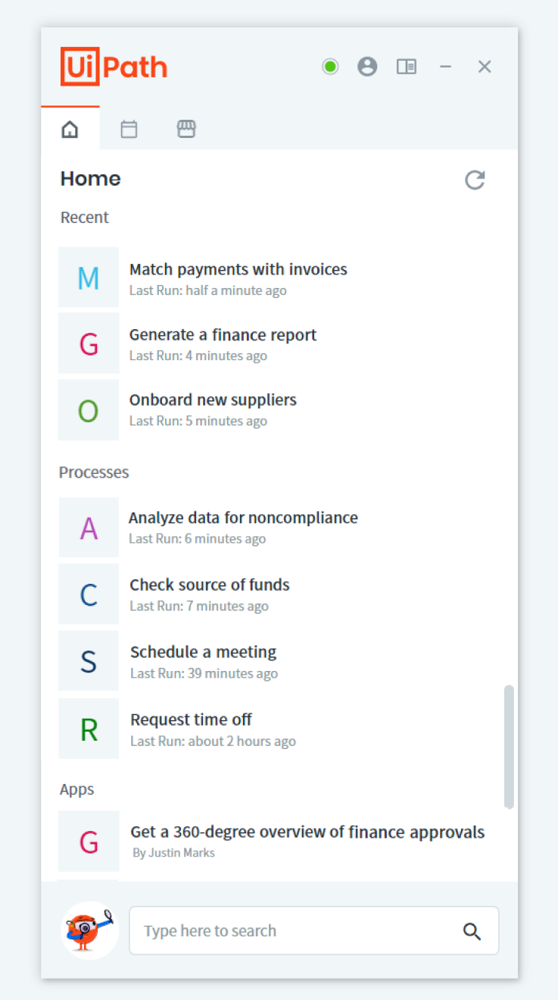 UiPath
Home
Recent
M
Match payments with invoices
Last Run: half a minute ago
G
Generate a finance report
Last Run: 4 minutes ago
O
Onboard new suppliers
Last Run: 5 minutes ago
Processes
A
Analyze data for noncompliance
Last Run: 6 minutes ago
C
Check source of funds
Last Run: 7 minutes ago
S
Schedule a meeting
Last Run: 39 minutes ago
R
Request time off
Last Run: about 2 hours ago
Apps
G
Get a 360-degree overview of finance approvals
By Justin Marks
Type here to search